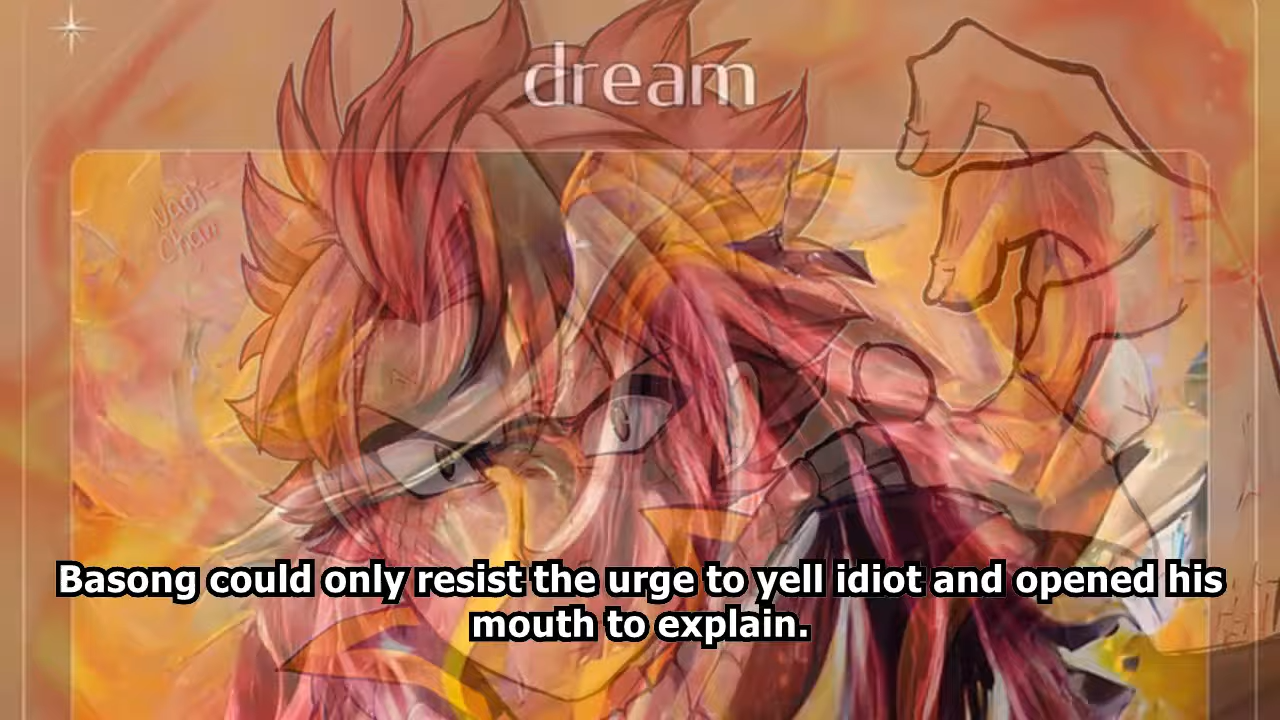 dream
Basong could only resist the urge to yell idiot and opened his
mouth to explain.